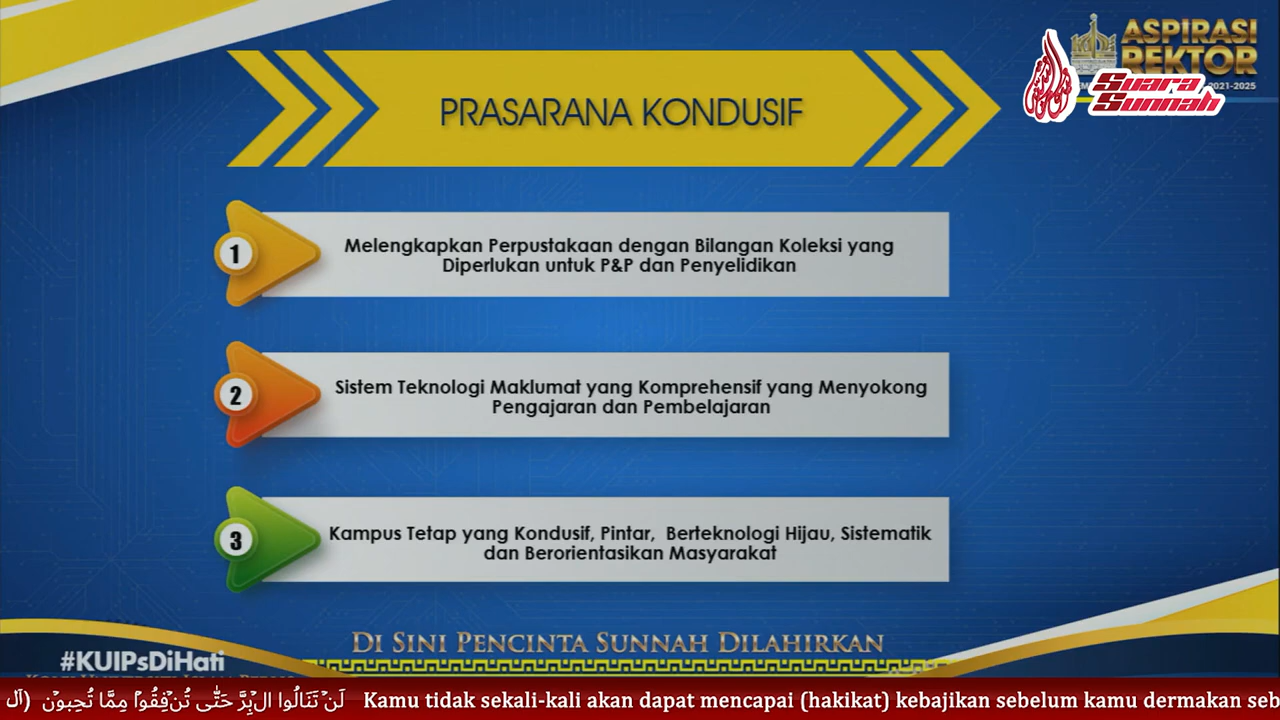 ASPIRASI
REKTOR
2021-2025
Suara
Sunnah
PRASARANA KONDUSIF
1
Melengkapkan Perpustakaan dengan Bilangan Koleksi yang
Diperlukan untuk P&P dan Penyelidikan
2
Sistem Teknologi Maklumat yang Komprehensif yang Menyokong
Pengajaran dan Pembelajaran
3
Kampus Tetap yang Kondusif, Pintar, Berteknologi Hijau, Sistematik
dan Berorientasikan Masyarakat
DI SINI PENCINTA SUNNAH DILAHIRKAN
#KUIPsDiHati
لَنۡ تَنَالُوا الۡبِرَّ حَتّٰى تُنۡفِقُوۡا مِمَّا تُحِبُّوۡنَ (آل Kamu tidak sekali-kali akan dapat mencapai (hakikat) kebajikan sebelum kamu dermakan seb